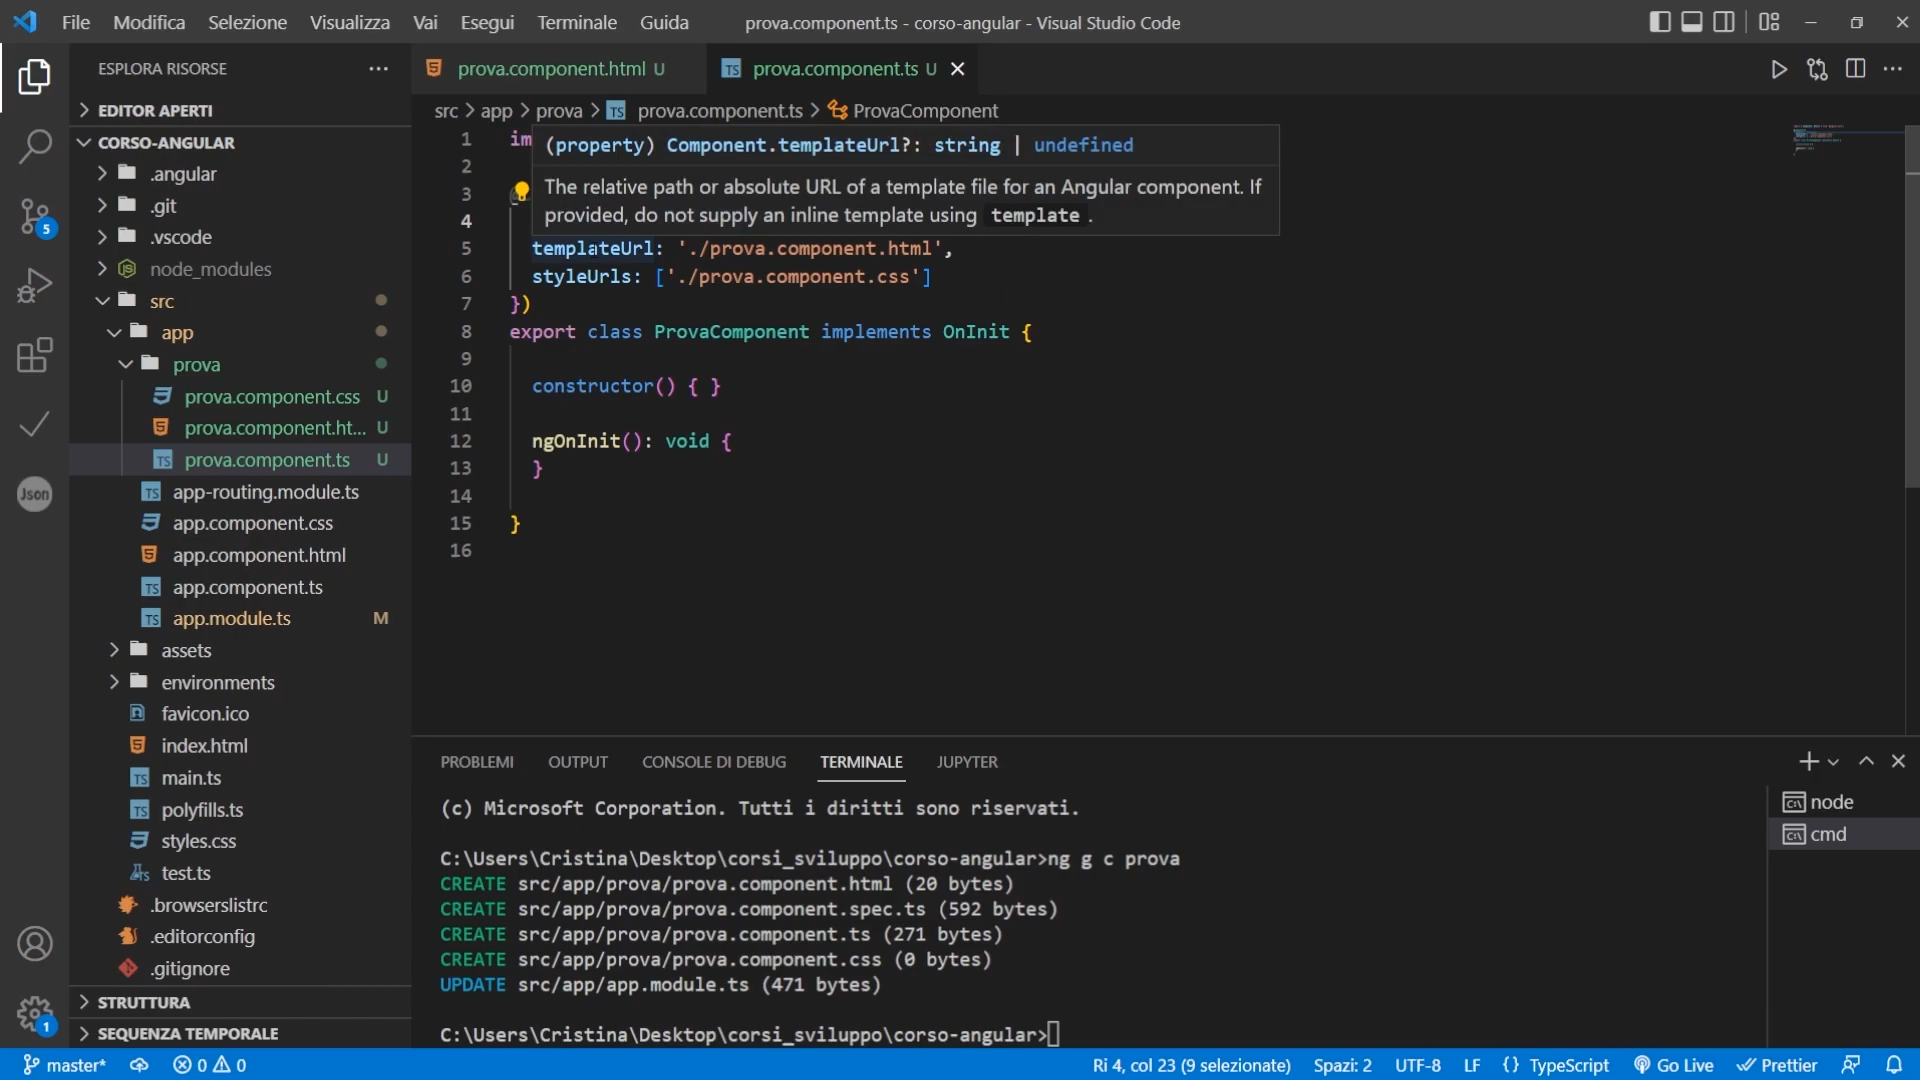 File Modifica Selezione Visualizza Vai Esegui Terminale Guida
prova.component.ts - corso-angular - Visual Studio Code
ESPLORA RISORSE
EDITOR APERTI
CORSO-ANGULAR
.angular
.git
.vscode
node_modules
src
app
prova
prova.component.css U
prova.component.ht... U
prova.component.ts U
app-routing.module.ts
app.component.css
app.component.html
app.component.ts
app.module.ts M
assets
environments
favicon.ico
index.html
main.ts
polyfills.ts
styles.css
test.ts
.browserslistrc
.editorconfig
.gitignore
STRUTTURA
SEQUENZA TEMPORALE
5
Json
1
prova.component.html U
prova.component.ts U
src > app > prova > TS prova.component.ts > ProvaComponent
1 im
(property) Component.templateUrl?: string | undefined
2
The relative path or absolute URL of a template file for an Angular component. If
3
provided, do not supply an inline template using template.
4
5 templateUrl: './prova.component.html',
6 styleUrls: ['./prova.component.css']
7 })
8 export class ProvaComponent implements OnInit {
9
10 constructor() { }
11
12 ngOnInit(): void {
13 }
14
15 }
16
PROBLEMI OUTPUT CONSOLE DI DEBUG TERMINALE JUPYTER
(c) Microsoft Corporation. Tutti i diritti sono riservati.
C:\Users\Cristina\Desktop\corsi_sviluppo\corso-angular>ng g c prova
CREATE src/app/prova/prova.component.html (20 bytes)
CREATE src/app/prova/prova.component.spec.ts (592 bytes)
CREATE src/app/prova/prova.component.ts (271 bytes)
CREATE src/app/prova/prova.component.css (0 bytes)
UPDATE src/app/app.module.ts (471 bytes)
C:\Users\Cristina\Desktop\corsi_sviluppo\corso-angular>
node
cmd
master* 0 0 Ri 4, col 23 (9 selezionate) Spazi: 2 UTF-8 LF {} TypeScript Go Live Prettier